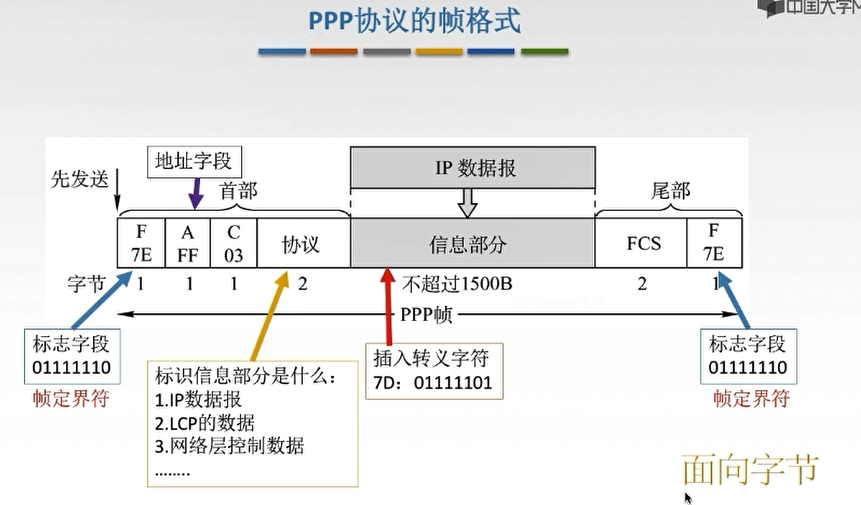 中国大学M
PPP协议的帧格式
地址字段
IP 数据报
先发送
首部
尾部
F
7E
A
FF
C
03
协议
信息部分
FCS
F
7E
字节
1
1
1
2
不超过1500B
2
1
PPP帧
标志字段
01111110
帧定界符
标识信息部分是什么：
1.IP数据报
2.LCP的数据
3.网络层控制数据
........
插入转义字符
7D：01111101
标志字段
01111110
帧定界符
面向字节